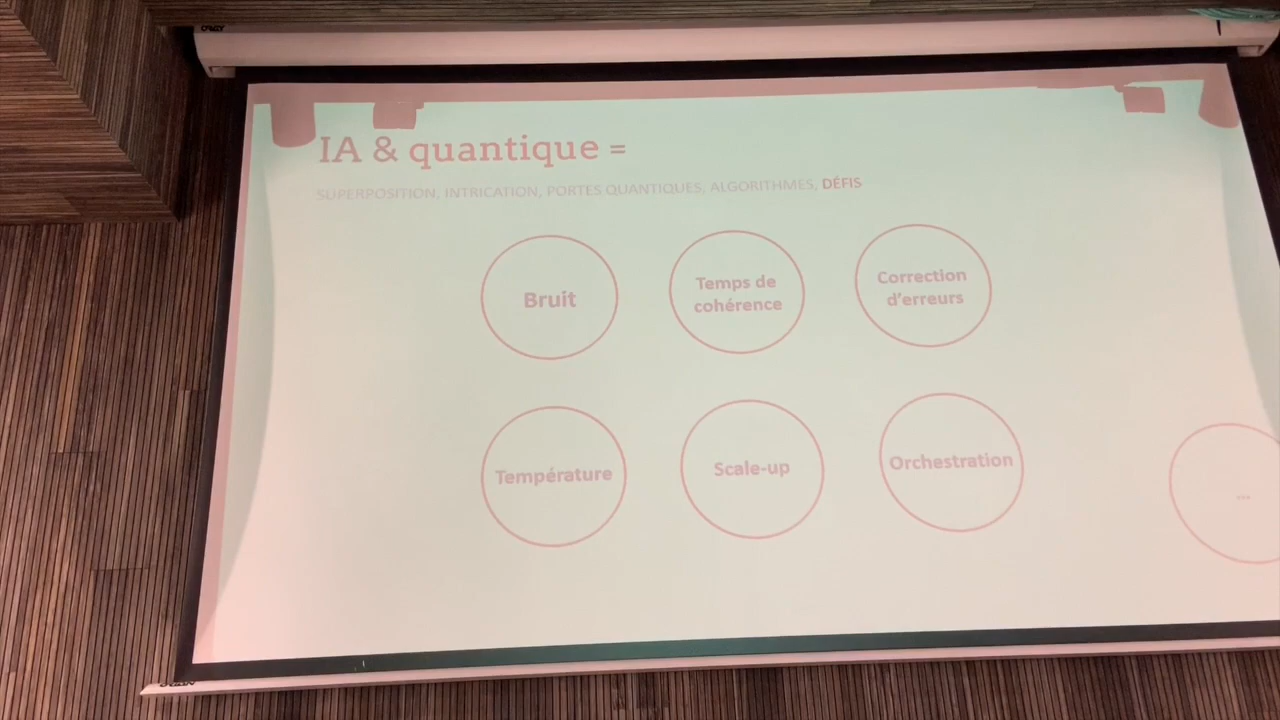 IA & quantique =
SUPERPOSITION, INTRICATION, PORTES QUANTIQUES, ALGORITHMES, DÉFIS
Bruit
Temps de
cohérence
Correction
d'erreurs
Température
Scale-up
Orchestration
...